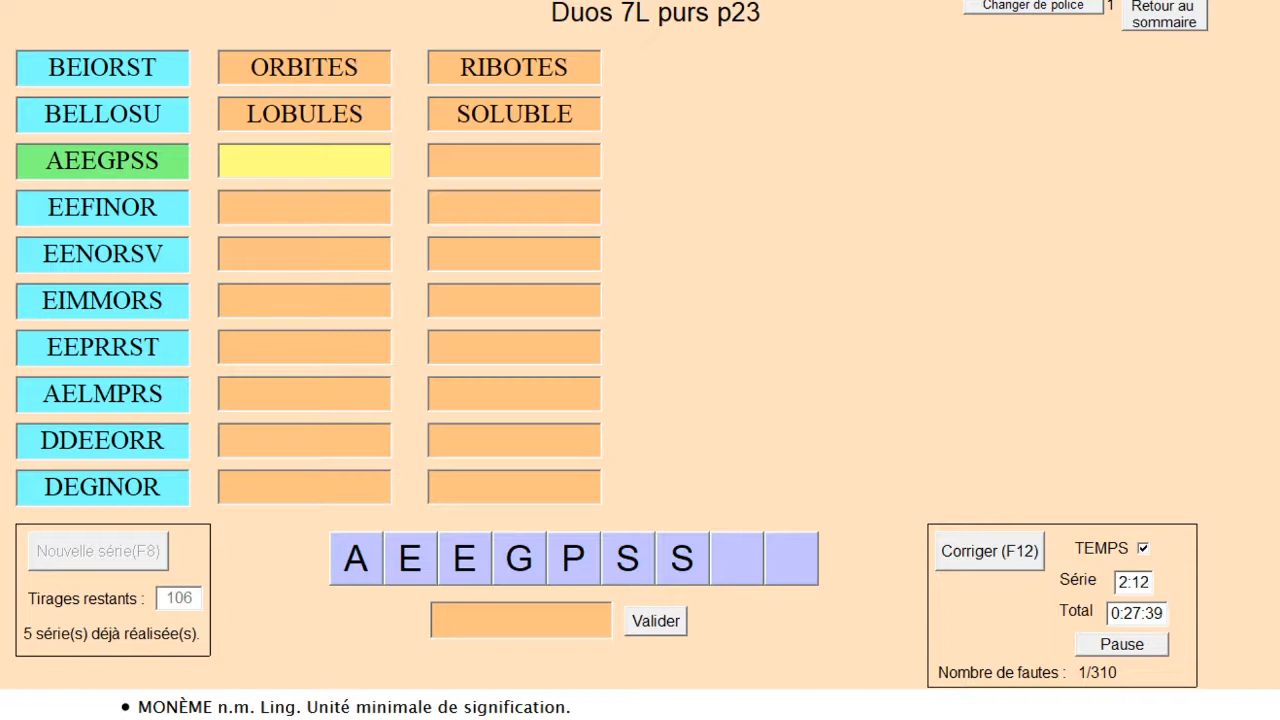 Duos 7L purs p23
Changer de police 1
Retour au
sommaire
BEIORST ORBITES RIBOTES
BELLOSU LOBULES SOLUBLE
AEEGPSS
EEFINOR
EENORSV
EIMMORS
EEPRRST
AELMPRS
DDEEORR
DEGINOR
Nouvelle série(F8)
Tirages restants : 106
5 série(s) déjà réalisée(s).
A E E G P S S
Valider
Corriger (F12)
TEMPS
Série 2:12
Total 0:27:39
Pause
Nombre de fautes : 1/310
• MONÈME n.m. Ling. Unité minimale de signification.